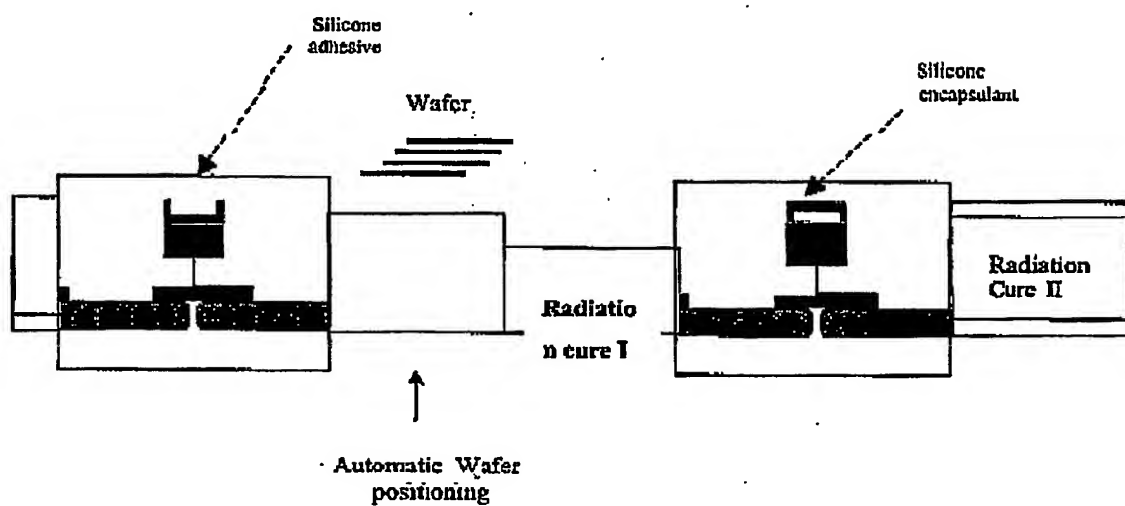 Silicone
adhesive
Wafer
Silicone
encapsulant
Radiatio
n cure I
Radiation
Cure II
Automatic Wafer
positioning